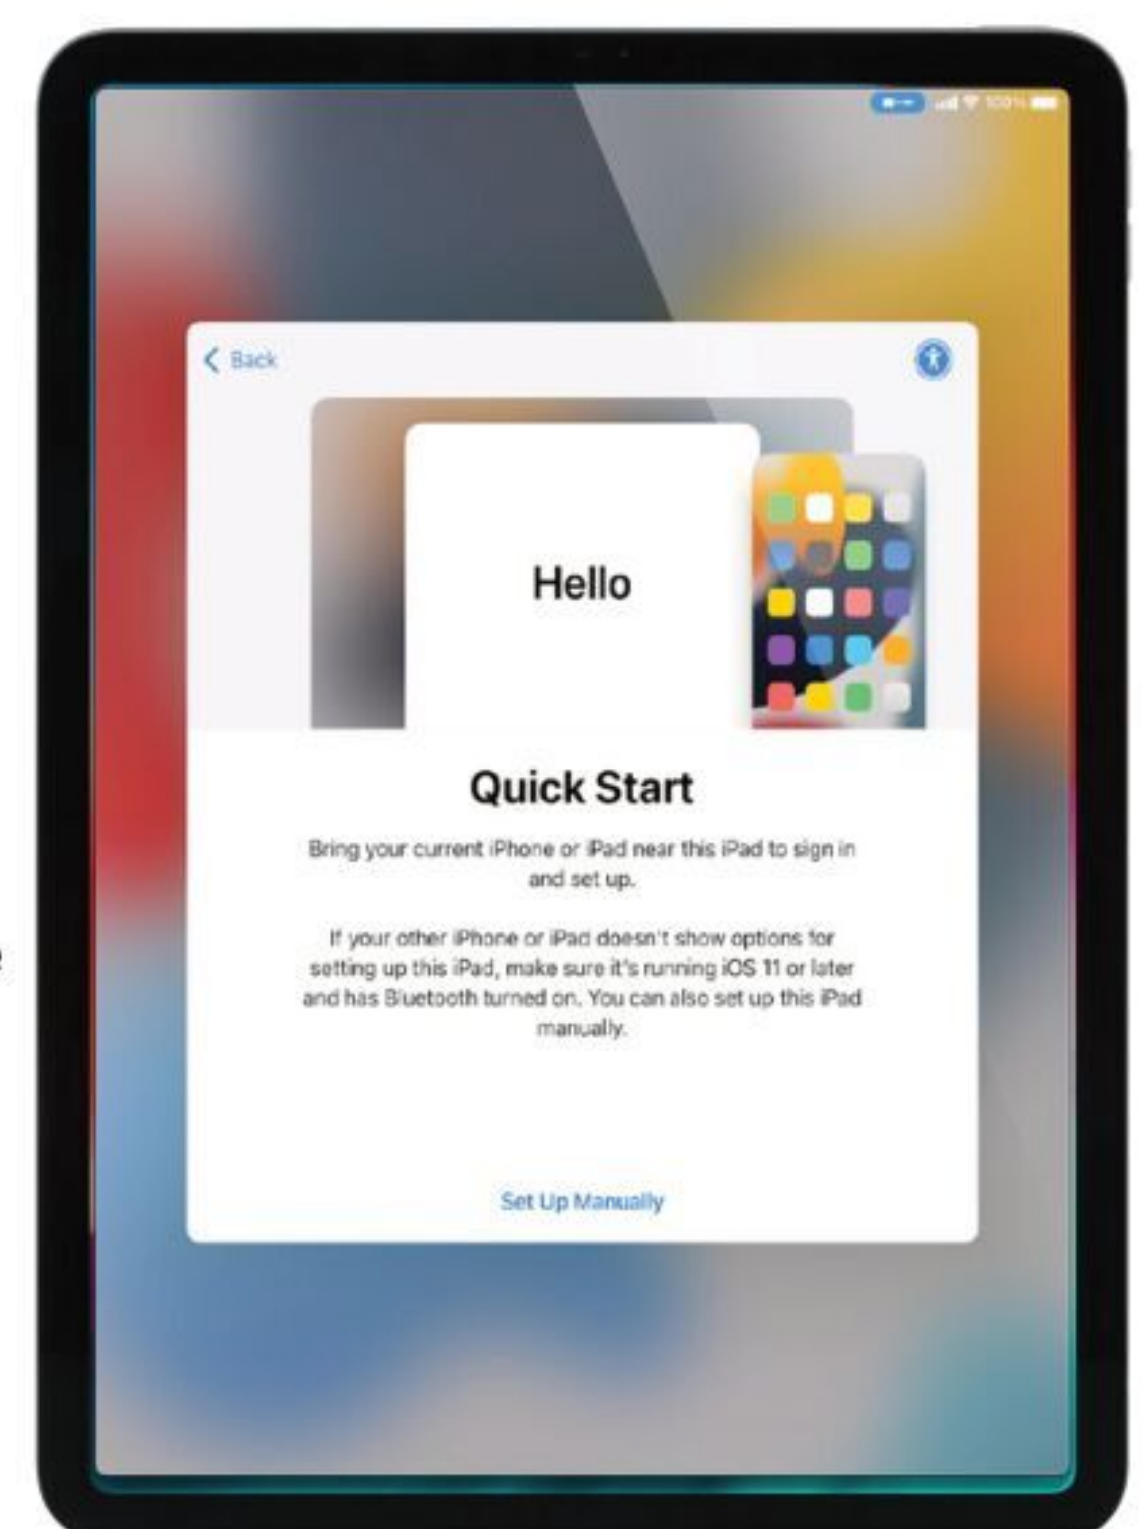 100%
Back
Hello
Quick Start
Bring your current iPhone or iPad near this iPad to sign in
and set up.
If your other iPhone or iPad doesn't show options for
setting up this iPad, make sure it's running iOS 11 or later
and has Bluetooth turned on. You can also set up this iPad
manually.
Set Up Manually